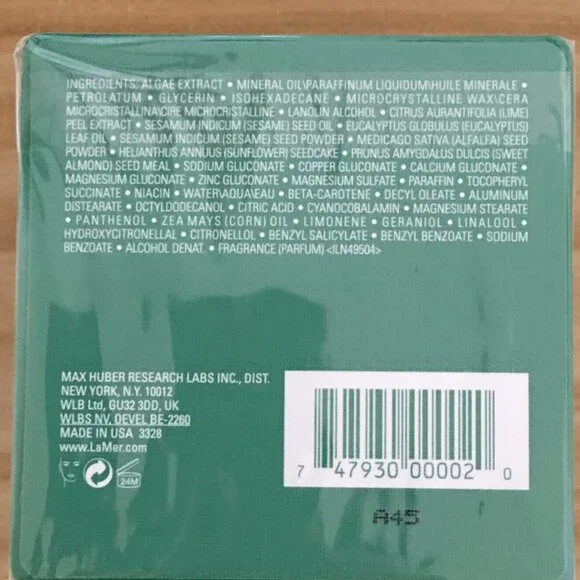 INGREDIENTS: ALGAE EXTRACT • MINERAL OIL\PARAFFINUM LIQUIDUM\HUILE MINERALE •
PETROLATUM • GLYCERIN • ISOHEXADECANE • MICROCRYSTALLINE WAX\CERA
MICROCRISTALLINA\CIRE MICROCRISTALLINE • LANOLIN ALCOHOL • CITRUS AURANTIFOLIA (LIME)
PEEL EXTRACT • SESAMUM INDICUM (SESAME) SEED OIL • EUCALYPTUS GLOBULUS (EUCALYPTUS)
LEAF OIL • SESAMUM INDICUM (SESAME) SEED POWDER • MEDICAGO SATIVA (ALFALFA) SEED
POWDER • HELIANTHUS ANNUUS (SUNFLOWER) SEEDCAKE • PRUNUS AMYGDALUS DULCIS (SWEET
ALMOND) SEED MEAL • SODIUM GLUCONATE • COPPER GLUCONATE • CALCIUM GLUCONATE •
MAGNESIUM GLUCONATE • ZINC GLUCONATE • MAGNESIUM SULFATE • PARAFFIN • TOCOPHERYL
SUCCINATE • NIACIN • WATER\AQUA\EAU • BETA-CAROTENE • DECYL OLEATE • ALUMINUM
DISTEARATE • OCTYLDODECANOL • CITRIC ACID • CYANOCOBALAMIN • MAGNESIUM STEARATE
• PANTHENOL • ZEA MAYS (CORN) OIL • LIMONENE • GERANIOL • LINALOOL •
HYDROXYCITRONELLAL • CITRONELLOL • BENZYL SALICYLATE • BENZYL BENZOATE • SODIUM
BENZOATE • ALCOHOL DENAT. • FRAGRANCE (PARFUM) <ILN49504>
MAX HUBER RESEARCH LABS INC., DIST.
NEW YORK, N.Y. 10012
WLB Ltd, GU32 3DD, UK
WLBS NV, OEVEL BE-2260
MADE IN USA 3328
www.LaMer.com
24M
7 47930 00002 0
A45